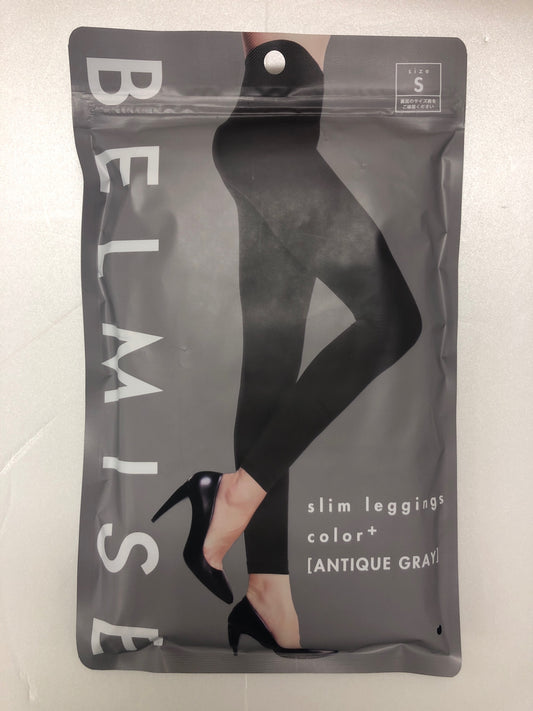 BELMISE
size
S
裏面のサイズ表を
ご確認ください
slim leggings
color+
[ANTIQUE GRAY]